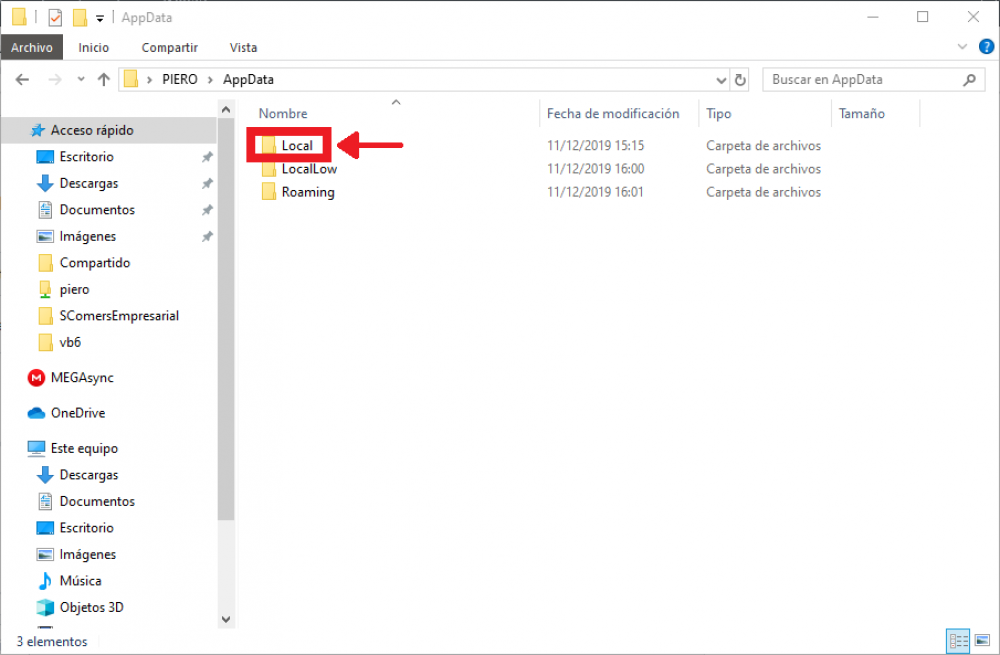 AppData
Archivo Inicio Compartir Vista
PIERO > AppData
Buscar en AppData
Nombre Fecha de modificación Tipo Tamaño
Local 11/12/2019 15:15 Carpeta de archivos
LocalLow 11/12/2019 16:00 Carpeta de archivos
Roaming 11/12/2019 16:01 Carpeta de archivos
Acceso rápido
Escritorio
Descargas
Documentos
Imágenes
Compartido
piero
SComersEmpresarial
vb6
MEGAsync
OneDrive
Este equipo
Descargas
Documentos
Escritorio
Imágenes
Música
Objetos 3D
3 elementos